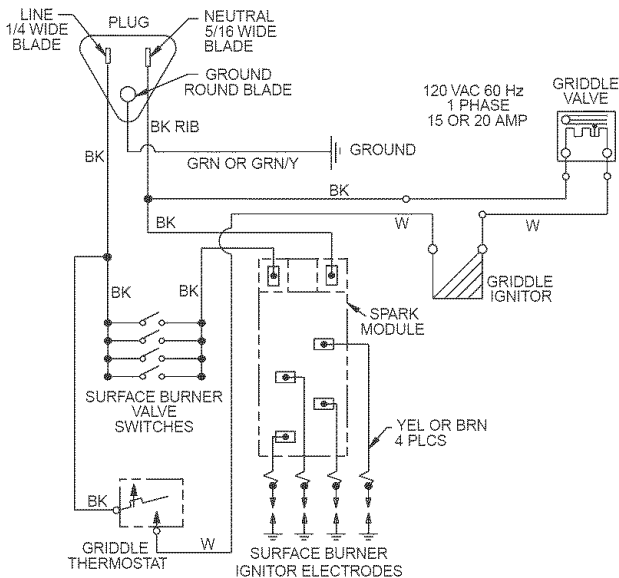 LINE
1/4 WIDE
BLADE
PLUG
NEUTRAL
5/16 WIDE
BLADE
GROUND
ROUND BLADE
120 VAC 60 Hz
1 PHASE
15 OR 20 AMP
GRIDDLE
VALVE
BK RIB
BK
GRN OR GRN/Y
GROUND
BK
BK
W
W
GRIDDLE
IGNITOR
BK
BK
SPARK
MODULE
SURFACE BURNER
VALVE
SWITCHES
YEL OR BRN
4 PLCS
BK
GRIDDLE
THERMOSTAT
W
SURFACE BURNER
IGNITOR ELECTRODES